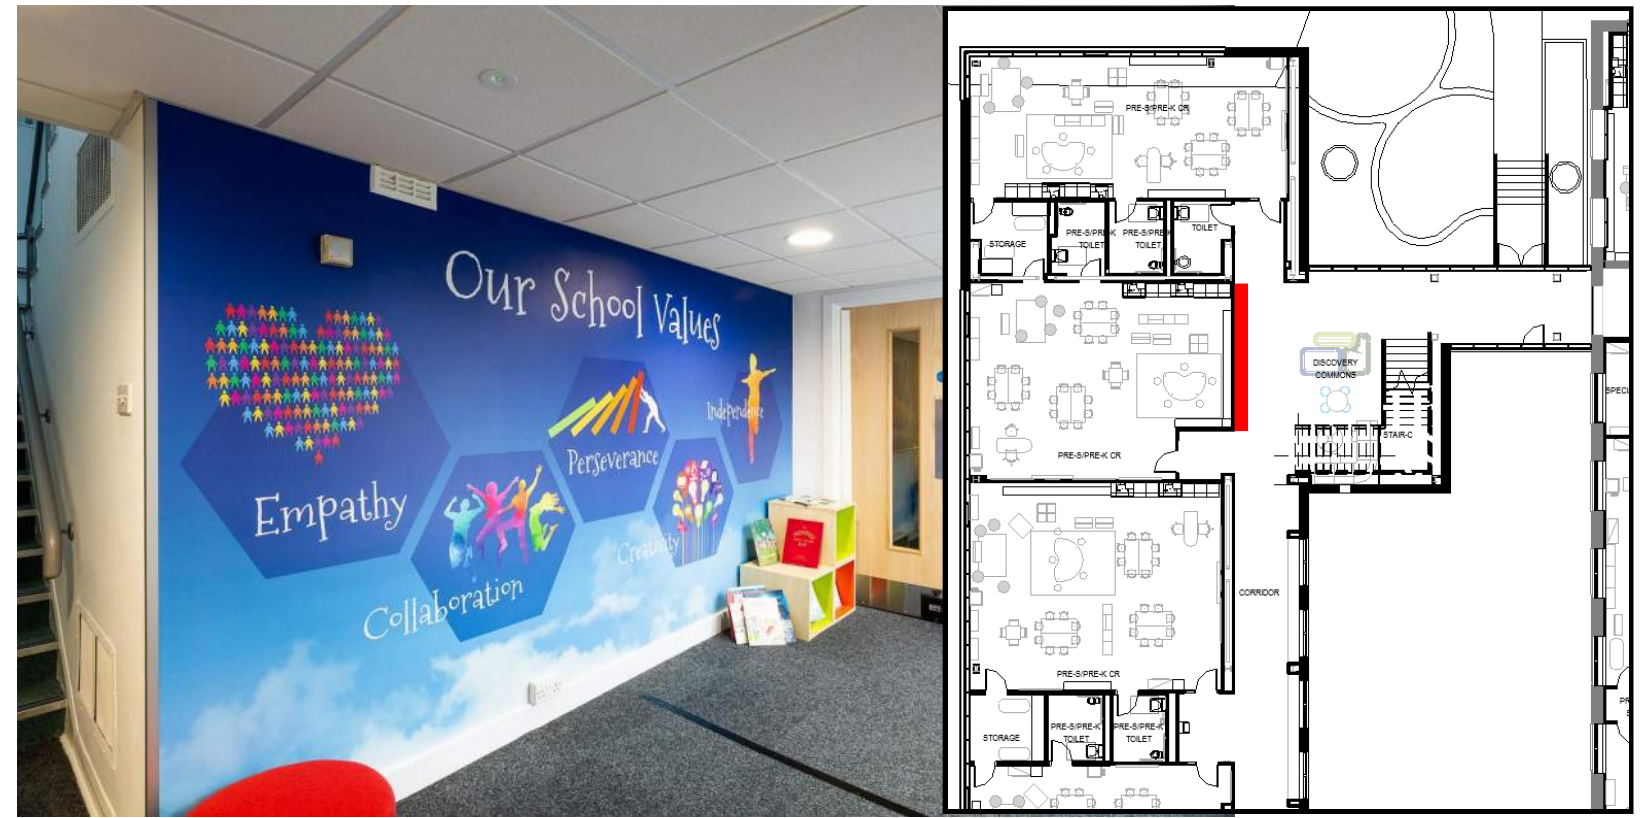 Our School Values
Empathy
Collaboration
Perseverance
Creativity
Independence
PRE-S/PRE-K CR
STORAGE
PRE-S/PRE-K
TOILET
PRE-S/PRE-K
TOILET
TOILET
DISCOVERY
COMMONS
STAIR-C
PRE-S/PRE-K CR
CORRIDOR
PRE-S/PRE-K CR
STORAGE
PRE-S/PRE-K
TOILET
PRE-S/PRE-K
TOILET